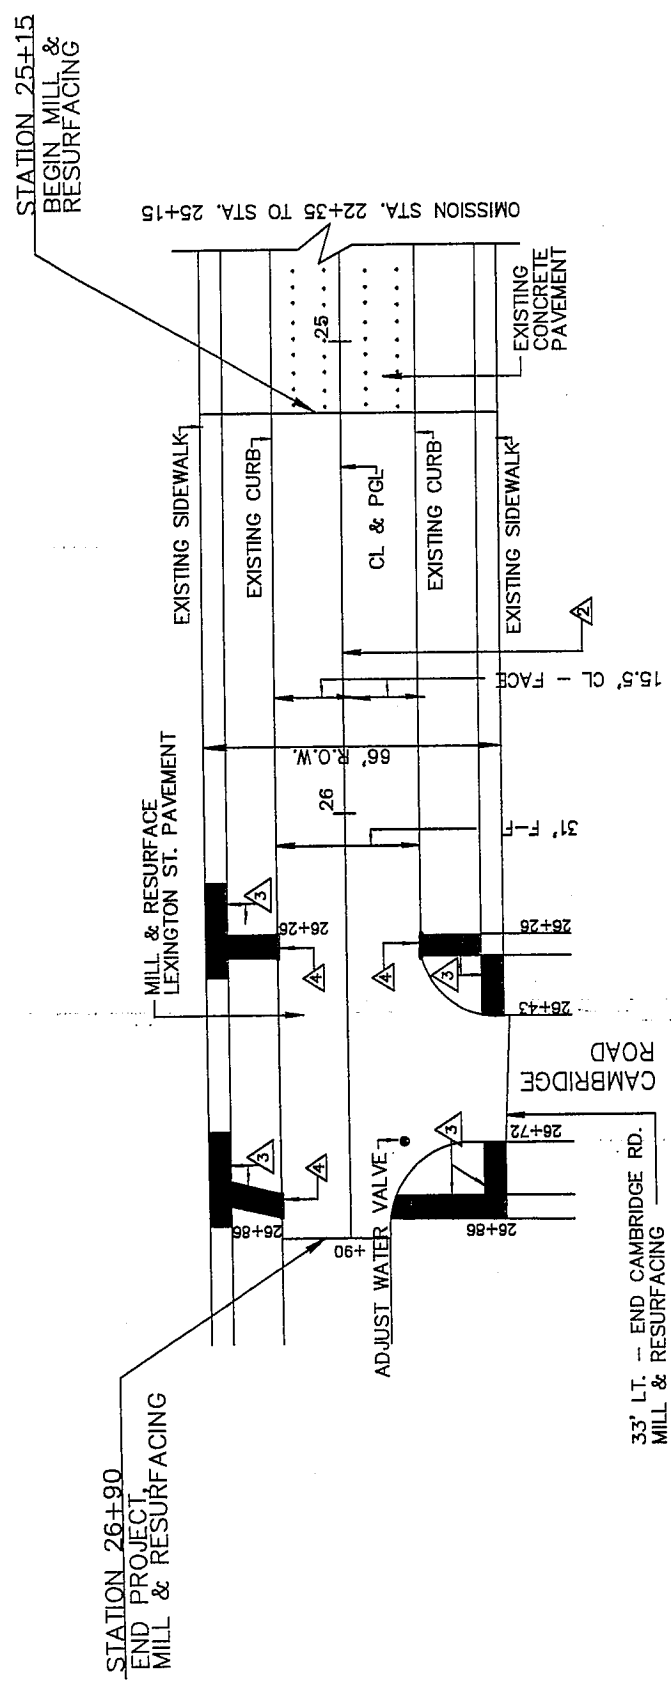 STATION 25+15
BEGIN MILL &
RESURFACING
OMISSION STA. 22+35 TO STA. 25+15
25
EXISTING
CONCRETE
PAVEMENT
EXISTING SIDEWALK
EXISTING CURB
CL & PGL
EXISTING CURB
EXISTING SIDEWALK
2
15.5' CL - FACE
66' R.O.W.
26
31' F-F
MILL & RESURFACE
LEXINGTON ST. PAVEMENT
3
26+26
4
4
3
26+26
26+43
CAMBRIDGE
ROAD
3
4
26+86
+90
ADJUST WATER VALVE
3
26+72
26+86
33' LT. - END CAMBRIDGE RD.
MILL & RESURFACING
STATION 26+90
END PROJECT,
MILL & RESURFACING